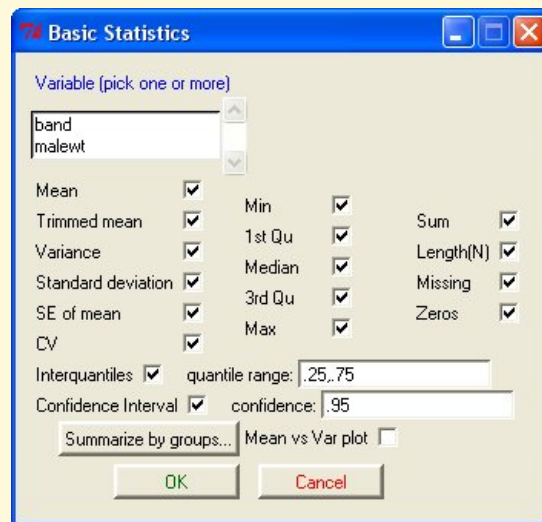 Basic Statistics
Variable (pick one or more)
band
malewt
Mean
Trimmed mean
Variance
Standard deviation
SE of mean
CV
Min
1st Qu
Median
3rd Qu
Max
Sum
Length(N)
Missing
Zeros
Interquantiles quantile range: .25,.75
Confidence Interval confidence: .95
Summarize by groups... Mean vs Var plot
OK Cancel